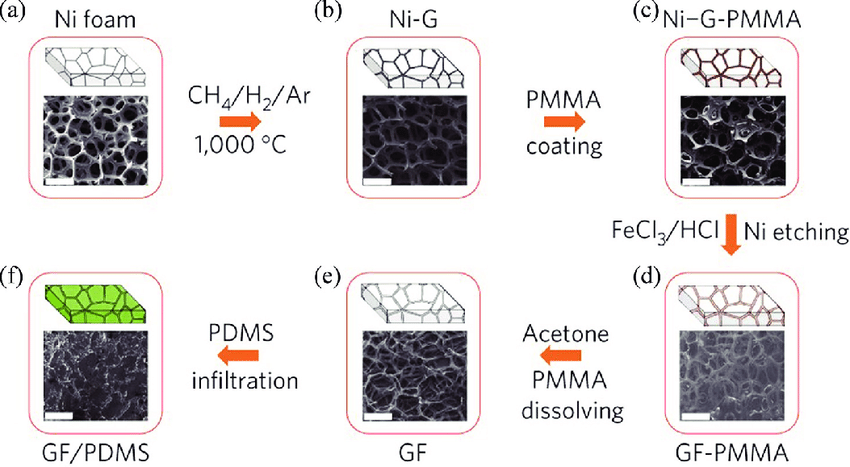 (a) Ni foam
CH₄/H₂/Ar
1,000 °C
(b) Ni-G
PMMA
coating
(c) Ni–G-PMMA
FeCl₃/HCl Ni etching
(d)
GF-PMMA
Acetone
PMMA
dissolving
(e)
GF
PDMS
infiltration
(f)
GF/PDMS